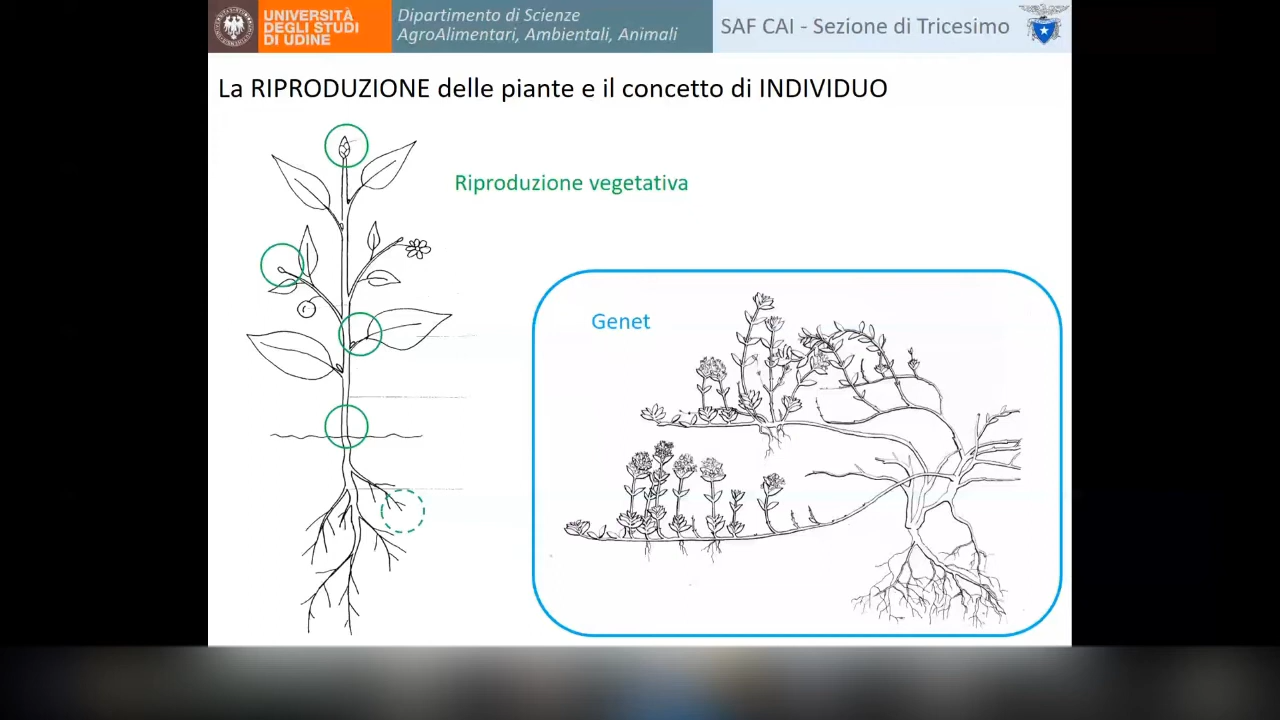 UNIVERSITÀ
DEGLI STUDI
DI UDINE
Dipartimento di Scienze
AgroAlimentari, Ambientali, Animali
SAF CAI - Sezione di Tricesimo
La RIPRODUZIONE delle piante e il concetto di INDIVIDUO
Riproduzione vegetativa
Genet